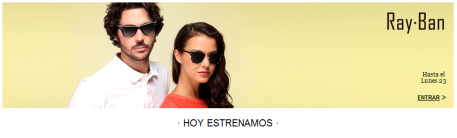 Ray·Ban
Hasta el
Lunes 23
ENTRAR >
· HOY ESTRENAMOS ·